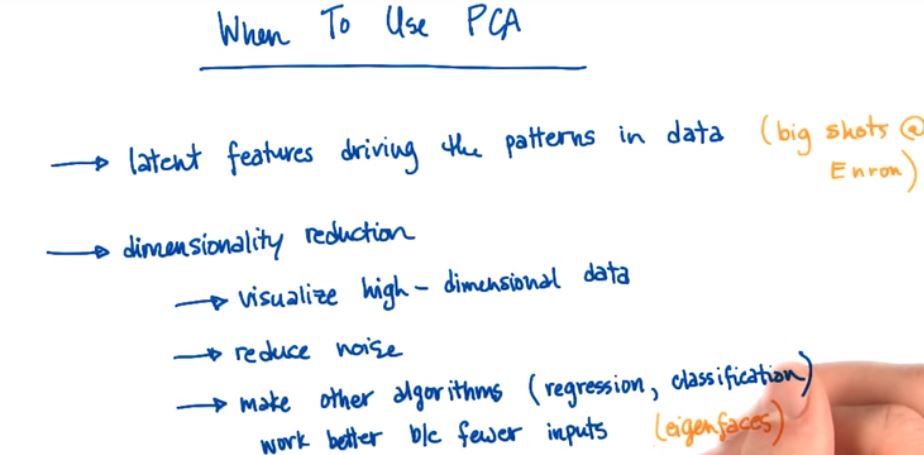 When To Use PCA
→ latent features driving the patterns in data (big shots @
Enron)
→ dimensionality reduction
→ visualize high-dimensional data
→ reduce noise
→ make other algorithms (regression, classification)
work better b/c fewer inputs (eigenfaces)